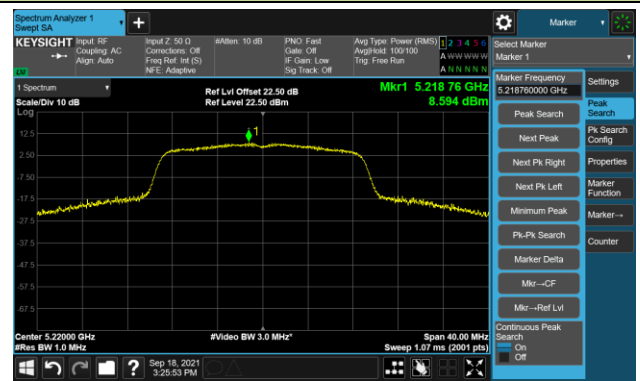 Spectrum Analyzer 1
Swept SA
Marker
KEYSIGHT
Input: RF
Coupling: AC
Align: Auto
Input Z: 50 Ω
Corrections: Off
Freq Ref: Int (S)
NFE: Adaptive
#Atten: 10 dB
PNO: Fast
Gate: Off
IF Gain: Low
Sig Track: Off
Avg Type: Power (RMS)
Avg|Hold: 100/100
Trig: Free Run
1 2 3 4 5 6
A W W W W W
A N N N N N
Select Marker
Marker 1
1 Spectrum
Scale/Div 10 dB
Log
Ref Lvl Offset 22.50 dB
Ref Level 22.50 dBm
Mkr1 5.218 76 GHz
8.594 dBm
1
12.5
2.50
-7.50
-17.5
-27.5
-37.5
-47.5
-57.5
-67.5
Center 5.22000 GHz
#Res BW 1.0 MHz
#Video BW 3.0 MHz*
Span 40.00 MHz
Sweep 1.07 ms (2001 pts)
Marker Frequency
5.218760000 GHz
Peak Search
Next Peak
Next Pk Right
Next Pk Left
Minimum Peak
Pk-Pk Search
Marker Delta
Mkr→CF
Mkr→Ref Lvl
Continuous Peak
Search
On
Off
Settings
Peak
Search
Pk Search
Config
Properties
Marker
Function
Marker→
Counter
?
Sep 18, 2021
3:25:53 PM